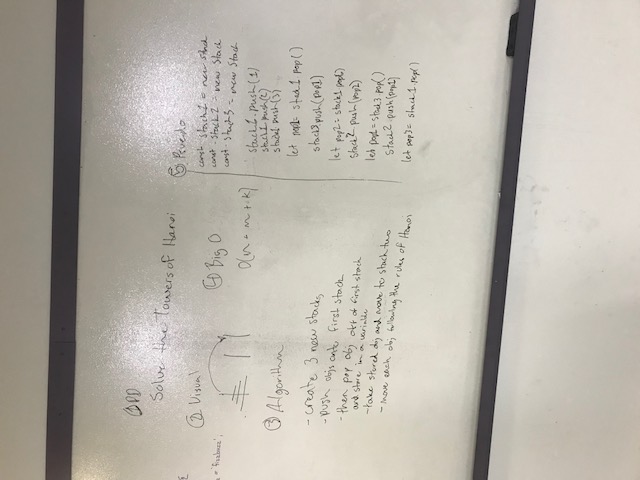 ① PD
Solve the Towers of Hanoi
② Visual
③ Algorithm
- create 3 new stacks
- push objs onto first stack
- then pop obj off of first stack
and store in a variable
- take stored obj and move to stack two
- move each obj following the rules of Hanoi
④ Big O
O(n + m + k)
⑤ Psuedo
const stack1 = new Stack
const stack2 = new Stack
const stack3 = new Stack
stack1.push(1)
stack1.push(2)
stack1.push(3)
let pop1 = stack1 pop()
stack3.push(pop1)
let pop2 = stack1.pop()
stack2.push(pop2)
let pop1 = stack3.pop()
stack2.push(pop1)
let pop3 = stack1.pop()